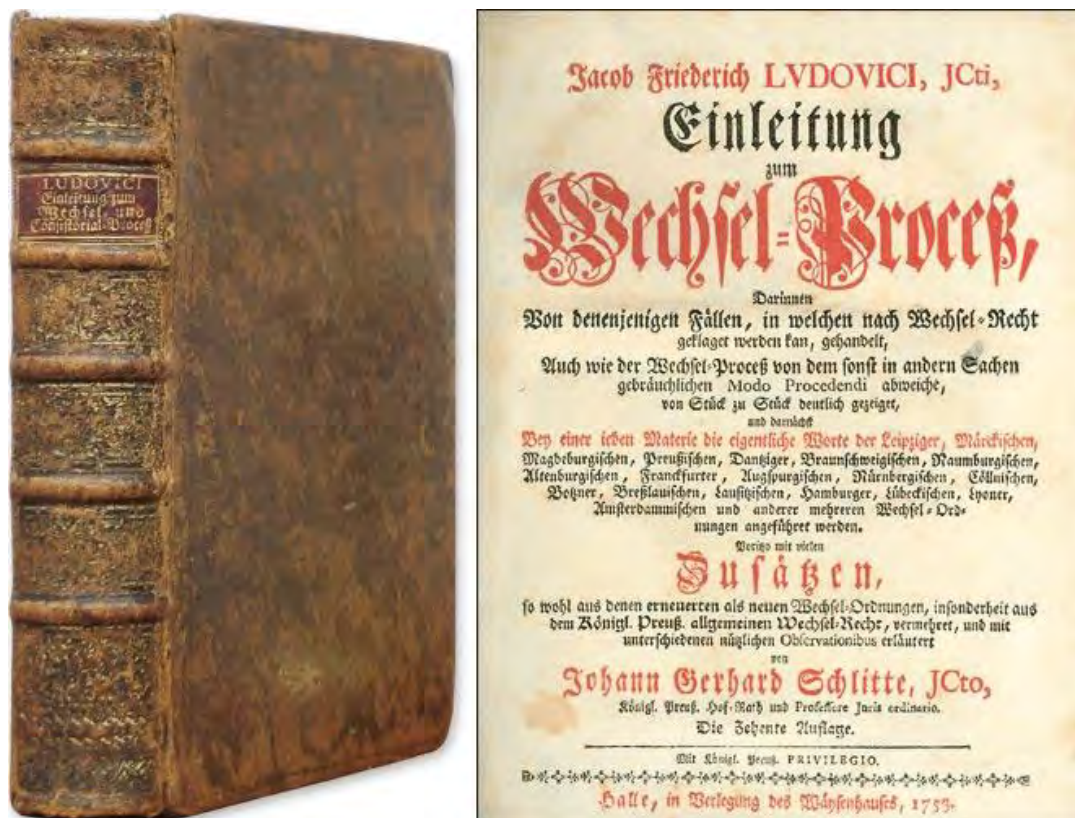 LUDOVICI
Einleitung zum
Wechsel- und
Consistorial-Proceß
Jacob Friederich LVDOVICI, JCti,
Einleitung
zum
Wechsel-Proceß,
Darinnen
Von denenjenigen Fällen, in welchen nach Wechsel-Recht
geklaget werden kan, gehandelt,
Auch wie der Wechsel-Proceß von dem sonst in andern Sachen
gebräuchlichen Modo Procedendi abweiche,
von Stück zu Stück deutlich gezeiget,
und darnächst
Bey einer ieden Materie die eigentliche Worte der Leipziger, Märckischen,
Magdeburgischen, Preußischen, Dantziger, Braunschweigischen, Naumburgischen,
Altenburgischen, Franckfurter, Augspurgischen, Nürnbergischen, Cöllnischen,
Botzner, Breßlauischen, Lausitzischen, Hamburger, Lübeckischen, Lyoner,
Amsterdammischen und anderer mehreren Wechsel-Ord-
nungen angeführet werden.
Voritzo mit vielen
Zusätzen,
so wohl aus denen erneuerten als neuen Wechsel-Ordnungen, insonderheit aus
dem Königl. Preuß. allgemeinen Wechsel-Recht, vermehret, und mit
unterschiedenen nützlichen Observationibus erläutert
von
Johann Gerhard Schlitte, JCto,
Königl. Preuß. Hof-Rath und Professore Juris ordinario.
Die Zehente Auflage.
Mit Königl. Preuß. PRIVILEGIO.
Halle, in Verlegung des Wäysenhauses, 1753.